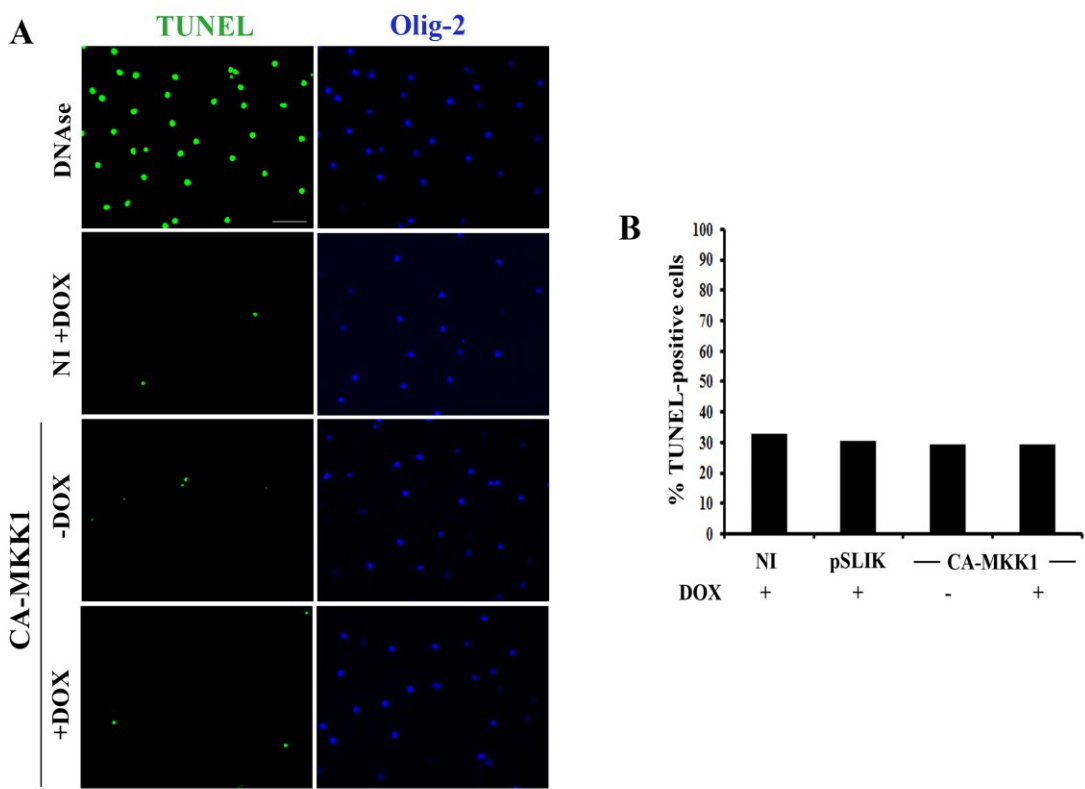 A
TUNEL
Olig-2
DNAse
NI +DOX
CA-MKK1
-DOX
+DOX
B
% TUNEL-positive cells
100
90
80
70
60
50
40
30
20
10
0
NI pSLIK — CA-MKK1 —
DOX + + - +